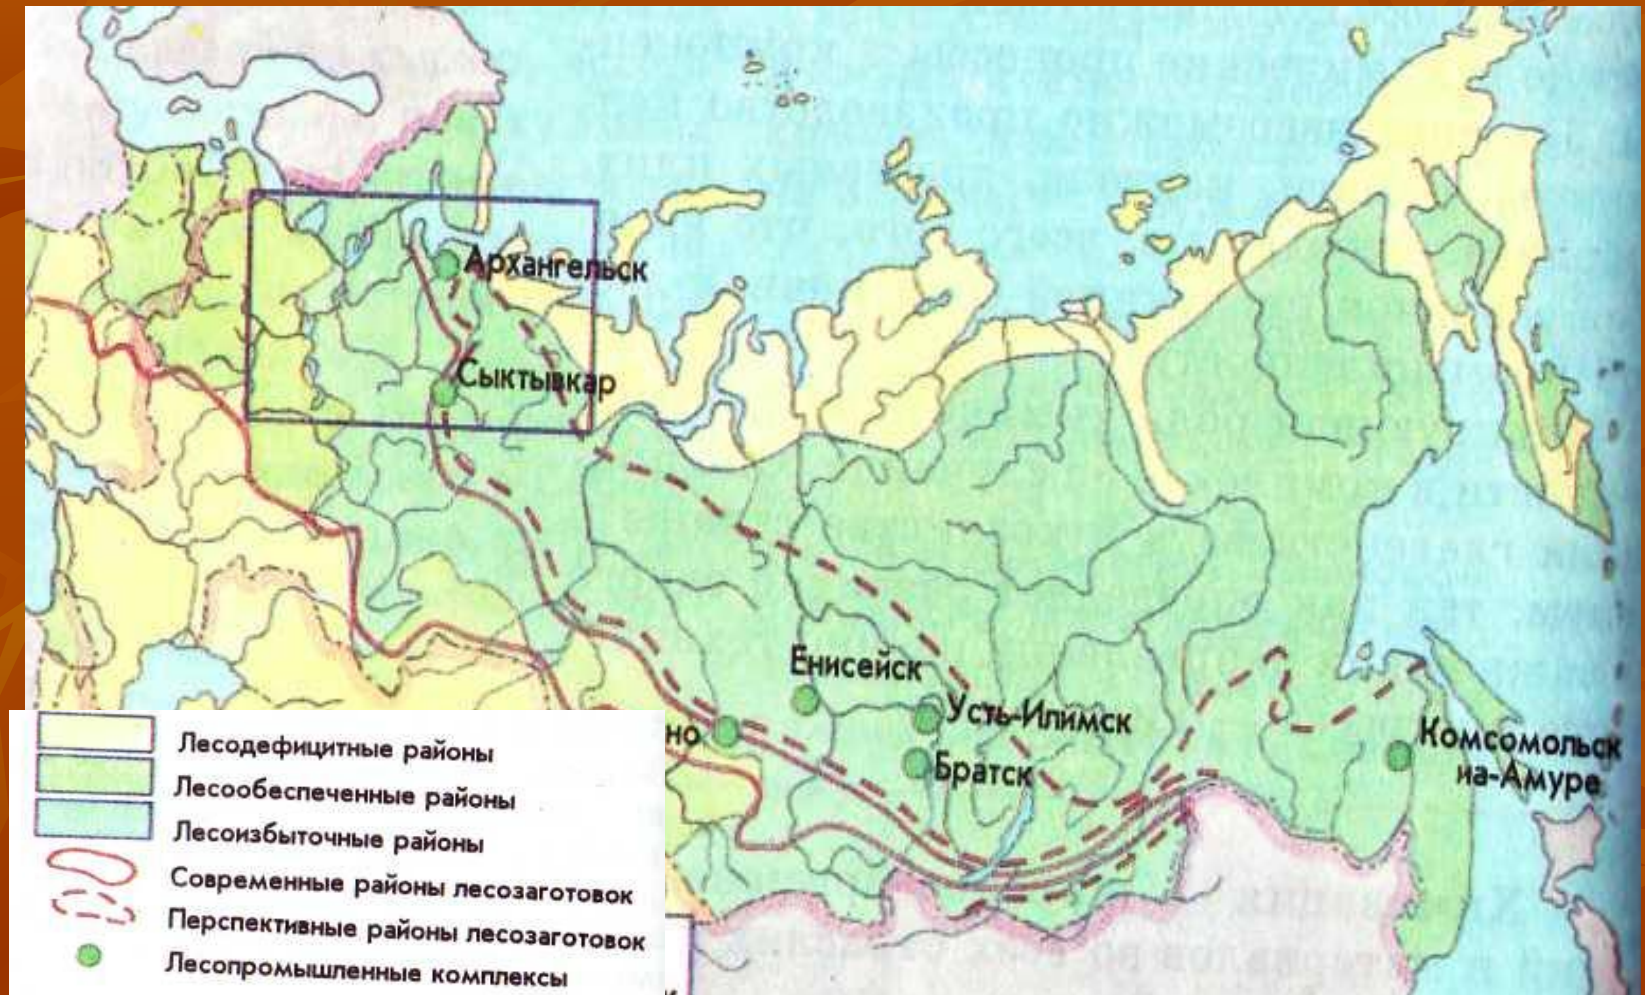 Архангельск
Сыктывкар
Енисейск
Усть-Илимск
но
Братск
Комсомольск
на-Амуре
Лесодефицитные районы
Лесообеспеченные районы
Лесоизбыточные районы
Современные районы лесозаготовок
Перспективные районы лесозаготовок
Лесопромышленные комплексы